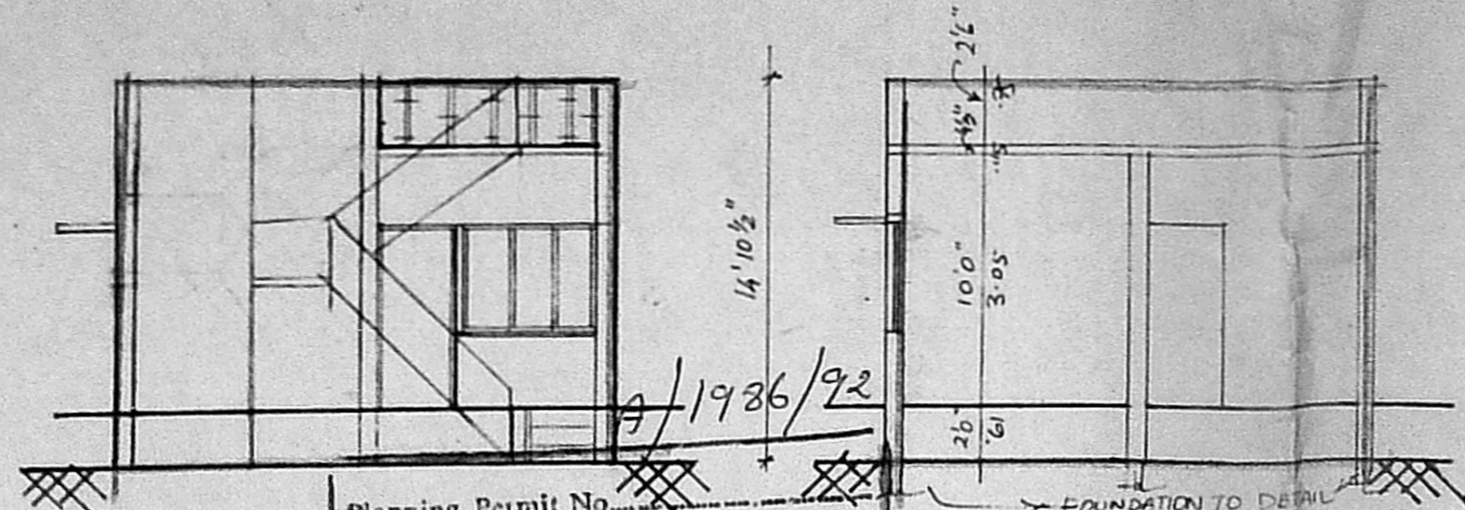 14'10½"
A/1986/92
Planning Permit No.
2'6"
4½"
10'0"
3.05
2'0"
.61
FOUNDATION TO DETAIL